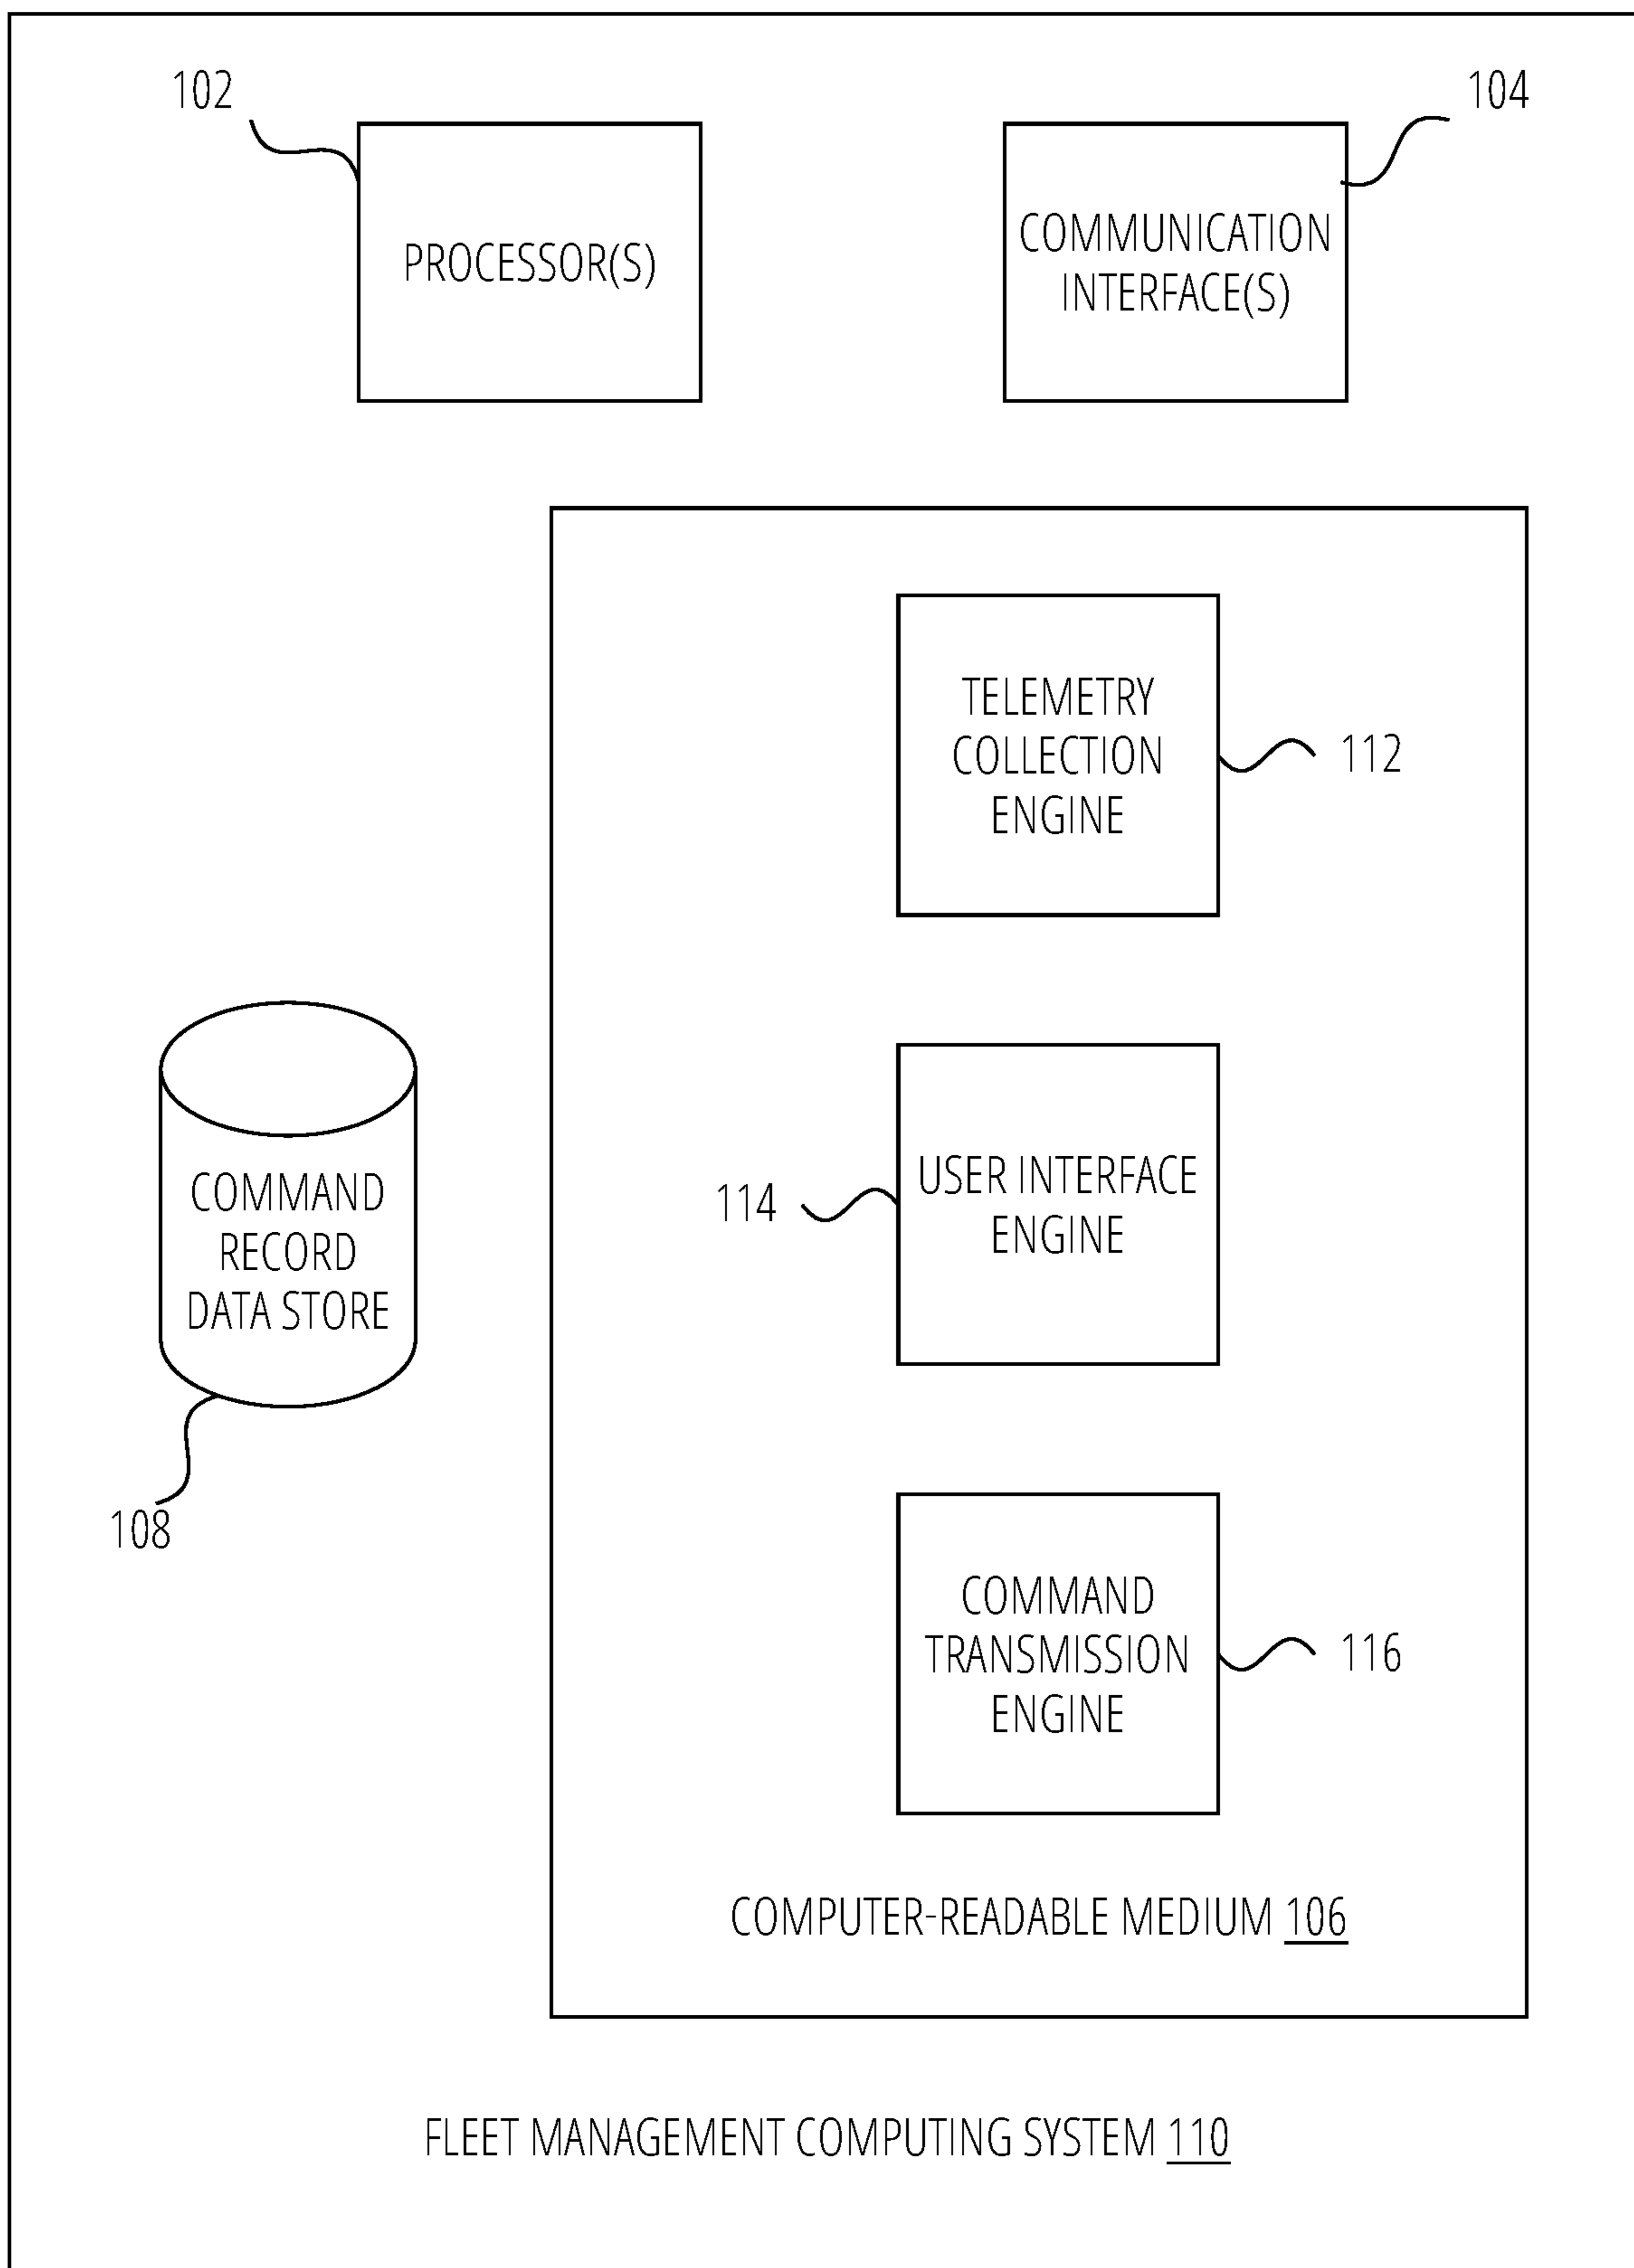 102
104
PROCESSOR(S)
COMMUNICATION
INTERFACE(S)
TELEMETRY
COLLECTION
ENGINE
112
COMMAND
RECORD
DATA STORE
108
USER INTERFACE
ENGINE
114
COMMAND
TRANSMISSION
ENGINE
116
COMPUTER-READABLE MEDIUM 106
FLEET MANAGEMENT COMPUTING SYSTEM 110